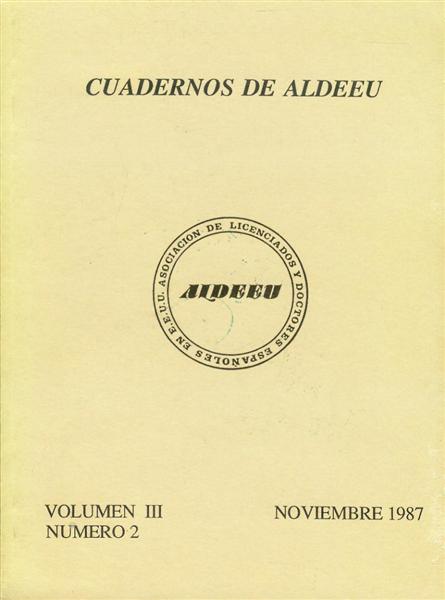 CUADERNOS DE ALDEEU
ASOCIACION DE LICENCIADOS Y DOCTORES ESPAÑOLES EN E.E.U.U.
ALDEEU
VOLUMEN III
NUMERO 2
NOVIEMBRE 1987